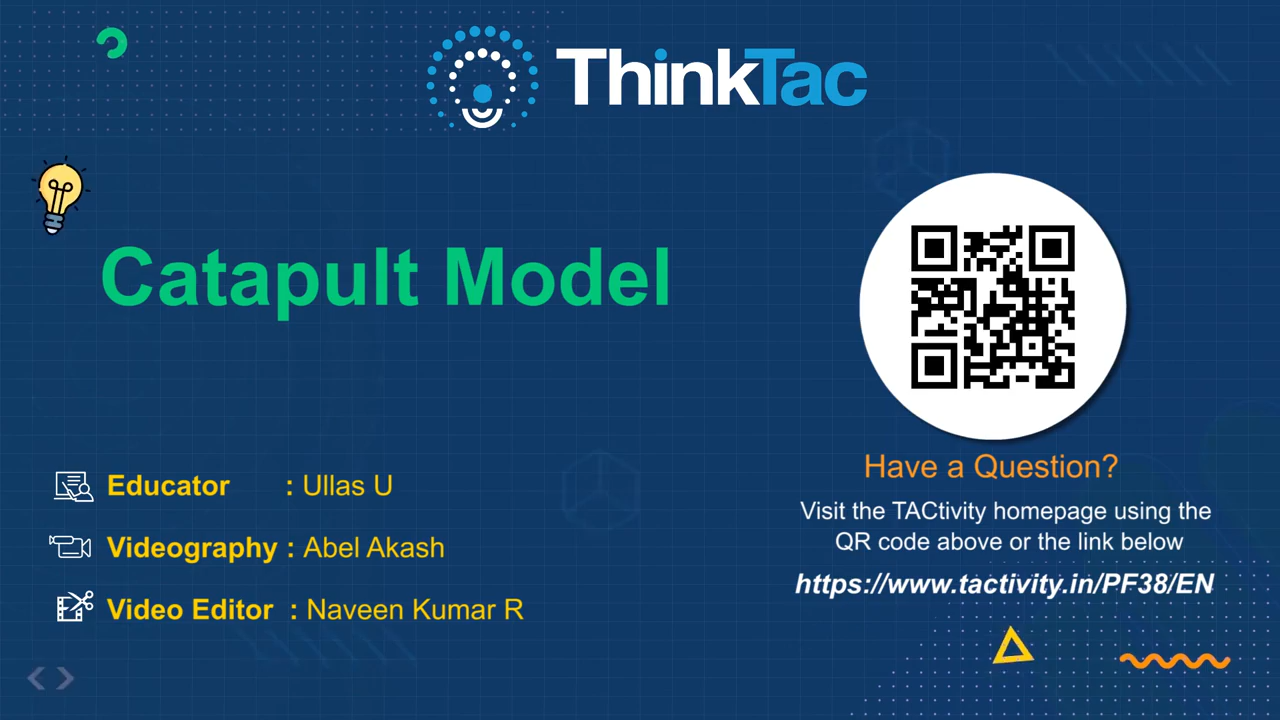 ThinkTac
Catapult Model
Educator : Ullas U
Videography : Abel Akash
Video Editor : Naveen Kumar R
Have a Question?
Visit the TACtivity homepage using the
QR code above or the link below
https://www.tactivity.in/PF38/EN